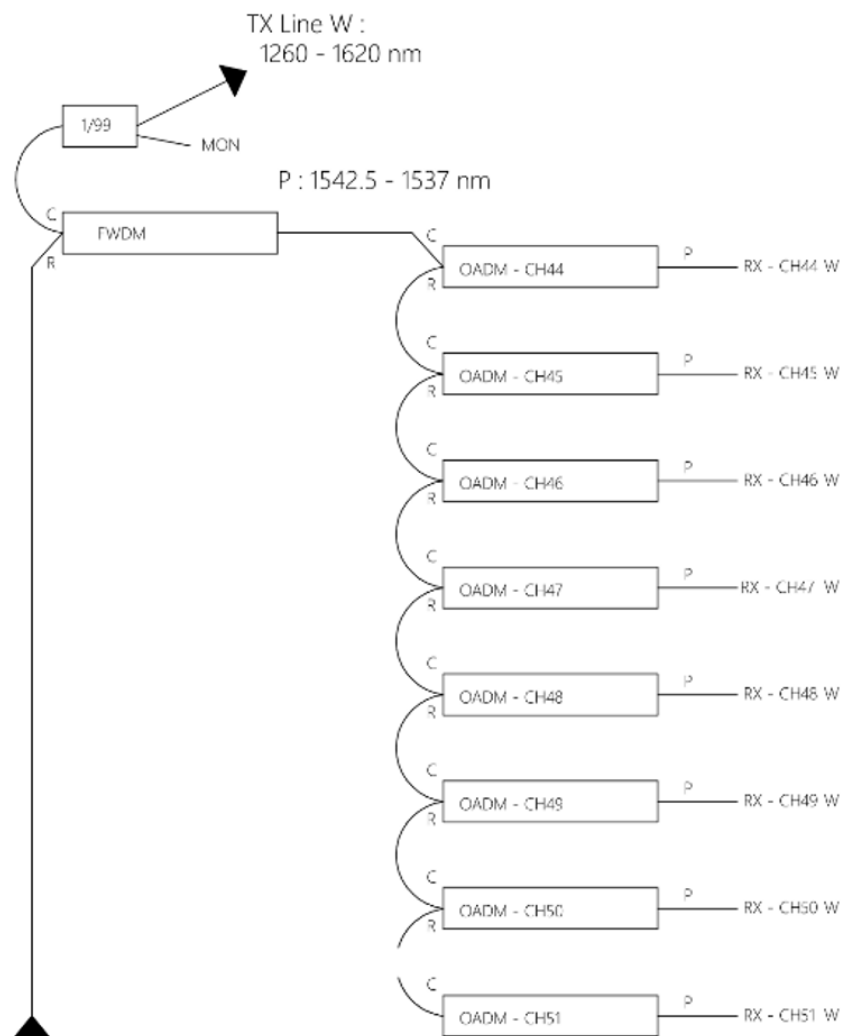 TX Line W :
1260 - 1620 nm
1/99
MON
P : 1542.5 - 1537 nm
C
FWDM
R
C
OADM - CH44
P
RX - CH44 W
R
C
OADM - CH45
P
RX - CH45 W
R
C
OADM - CH46
P
RX - CH46 W
R
C
OADM - CH47
P
RX - CH47 W
R
C
OADM - CH48
P
RX - CH48 W
R
C
OADM - CH49
P
RX - CH49 W
R
C
OADM - CH50
P
RX - CH50 W
R
C
OADM - CH51
P
RX - CH51 W